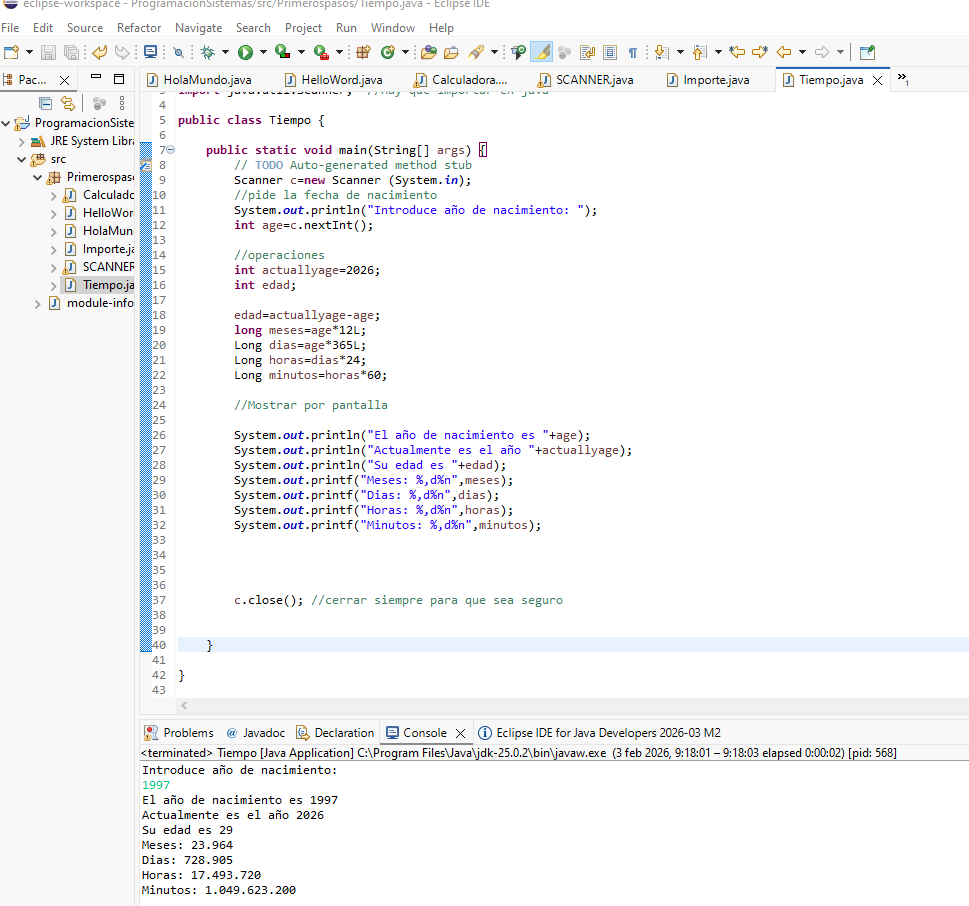 eclipse-workspace - ProgramacionSistemas/src/Primerospasos/Tiempo.java - Eclipse IDE
File Edit Source Refactor Navigate Search Project Run Window Help
Pac... HolaMundo.java HelloWord.java Calculadora.... SCANNER.java Importe.java Tiempo.java »1
ProgramacionSiste
JRE System Libra
src
Primerospaso
Calculado
HelloWor
HolaMun
Importe.ja
SCANNER
Tiempo.ja
module-info
3 import java.util.Scanner; //hay que importar en java
4
5 public class Tiempo {
6
7 public static void main(String[] args) {
8 // TODO Auto-generated method stub
9 Scanner c=new Scanner (System.in);
10 //pide la fecha de nacimiento
11 System.out.println("Introduce año de nacimiento: ");
12 int age=c.nextInt();
13
14 //operaciones
15 int actuallyage=2026;
16 int edad;
17
18 edad=actuallyage-age;
19 long meses=age*12L;
20 Long dias=age*365L;
21 Long horas=dias*24;
22 Long minutos=horas*60;
23
24 //Mostrar por pantalla
25
26 System.out.println("El año de nacimiento es "+age);
27 System.out.println("Actualmente es el año "+actuallyage);
28 System.out.println("Su edad es "+edad);
29 System.out.printf("Meses: %,d%n",meses);
30 System.out.printf("Dias: %,d%n",dias);
31 System.out.printf("Horas: %,d%n",horas);
32 System.out.printf("Minutos: %,d%n",minutos);
33
34
35
36
37 c.close(); //cerrar siempre para que sea seguro
38
39
40 }
41
42 }
43
Problems Javadoc Declaration Console Eclipse IDE for Java Developers 2026-03 M2
<terminated> Tiempo [Java Application] C:\Program Files\Java\jdk-25.0.2\bin\javaw.exe (3 feb 2026, 9:18:01 – 9:18:03 elapsed 0:00:02) [pid: 568]
Introduce año de nacimiento:
1997
El año de nacimiento es 1997
Actualmente es el año 2026
Su edad es 29
Meses: 23.964
Dias: 728.905
Horas: 17.493.720
Minutos: 1.049.623.200